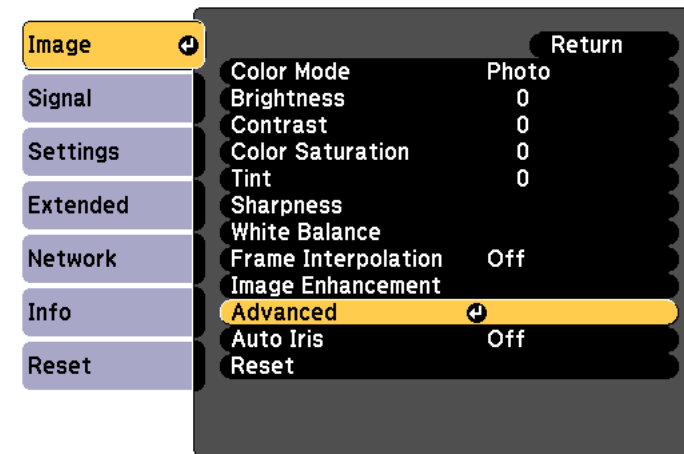 Image
Signal
Settings
Extended
Network
Info
Reset
Return
Color Mode Photo
Brightness 0
Contrast 0
Color Saturation 0
Tint 0
Sharpness
White Balance
Frame Interpolation Off
Image Enhancement
Advanced
Auto Iris Off
Reset